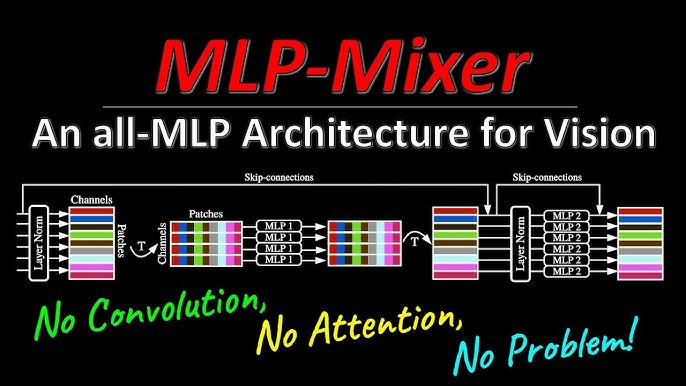 MLP-Mixer
An all-MLP Architecture for Vision
Skip-connections
Skip-connections
Channels
Layer Norm
Patches
T
Patches
Channels
MLP 1
MLP 1
MLP 1
MLP 1
T
Layer Norm
MLP 2
MLP 2
MLP 2
MLP 2
MLP 2
MLP 2
No Convolution,
No Attention,
No Problem!